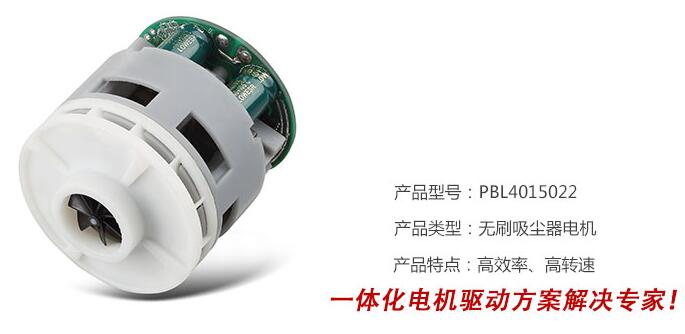 LOWESR
LOWESR
产品型号：PBL4015022
产品类型：无刷吸尘器电机
产品特点：高效率、高转速
一体化电机驱动方案解决专家!